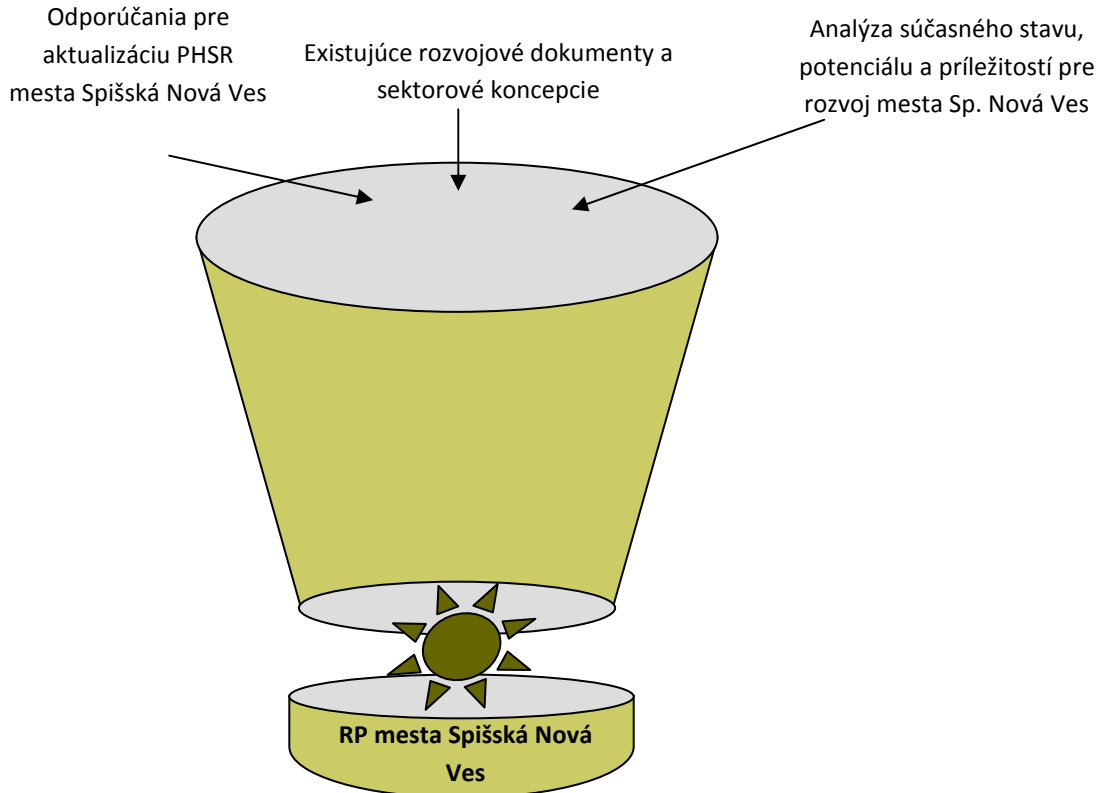 Odporúčania pre
aktualizáciu PHSR
mesta Spišská Nová Ves
Existujúce rozvojové dokumenty a
sektorové koncepcie
Analýza súčasného stavu,
potenciálu a príležitostí pre
rozvoj mesta Sp. Nová Ves
RP mesta Spišská Nová
Ves